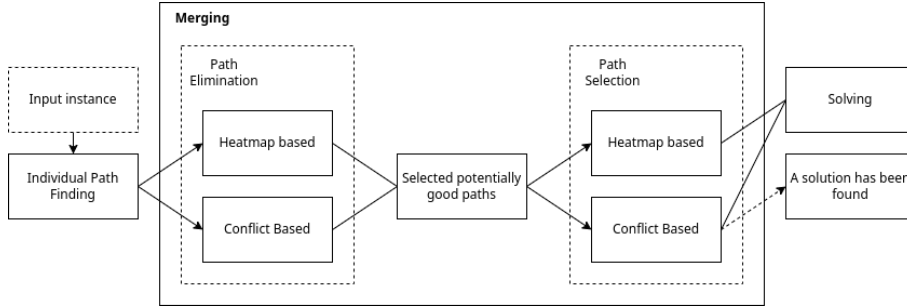 Merging
Path
Elimination
Path
Selection
Input instance
Heatmap based
Heatmap based
Solving
Individual Path
Finding
Selected potentially
good paths
A solution has been
found
Conflict Based
Conflict Based